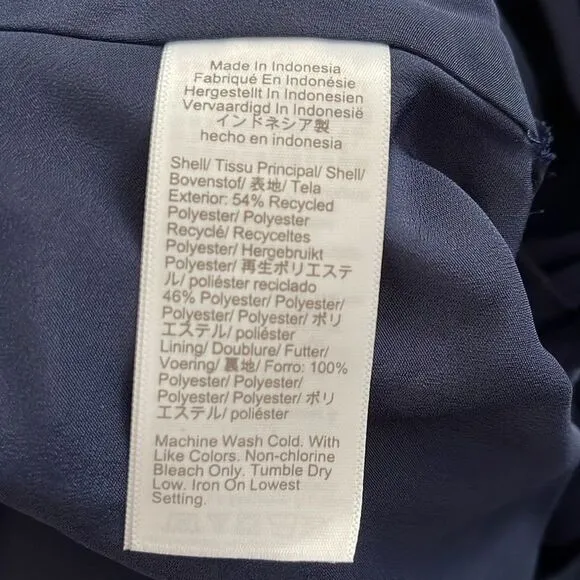 Made In Indonesia
Fabriqué En Indonésie
Hergestellt In Indonesien
Vervaardigd In Indonesië
インドネシア製
hecho en indonesia
Shell/ Tissu Principal/ Shell/
Bovenstof/ 表地/ Tela
Exterior: 54% Recycled
Polyester/ Polyester
Recyclé/ Recyceltes
Polyester/ Hergebruikt
Polyester/ 再生ポリエステ
ル/ poliéster reciclado
46% Polyester/ Polyester/
Polyester/ Polyester/ ポリ
エステル/ poliéster
Lining/ Doublure/ Futter/
Voering/ 裏地/ Forro: 100%
Polyester/ Polyester/
Polyester/ Polyester/ ポリ
エステル/ poliéster
Machine Wash Cold. With
Like Colors. Non-chlorine
Bleach Only. Tumble Dry
Low. Iron On Lowest
Setting.